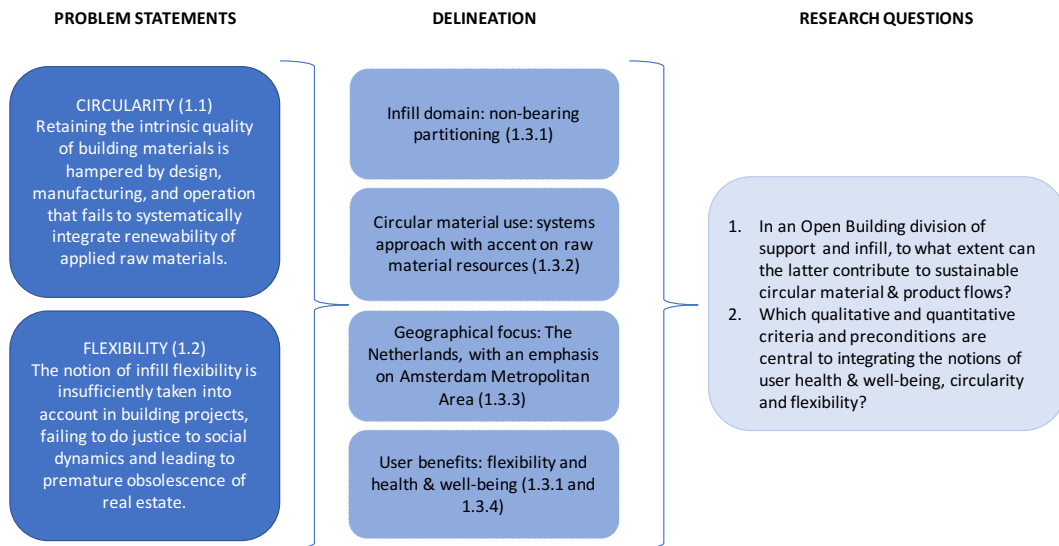 PROBLEM STATEMENTS
CIRCULARITY (1.1)
Retaining the intrinsic quality
of building materials is
hampered by design,
manufacturing, and operation
that fails to systematically
integrate renewability of
applied raw materials.
FLEXIBILITY (1.2)
The notion of infill flexibility is
insufficiently taken into
account in building projects,
failing to do justice to social
dynamics and leading to
premature obsolescence of
real estate.
DELINEATION
Infill domain: non-bearing
partitioning (1.3.1)
Circular material use: systems
approach with accent on raw
material resources (1.3.2)
Geographical focus: The
Netherlands, with an emphasis
on Amsterdam Metropolitan
Area (1.3.3)
User benefits: flexibility and
health & well-being (1.3.1 and
1.3.4)
RESEARCH QUESTIONS
1. In an Open Building division of
support and infill, to what extent can
the latter contribute to sustainable
circular material & product flows?
2. Which qualitative and quantitative
criteria and preconditions are
central to integrating the notions of
user health & well-being, circularity
and flexibility?